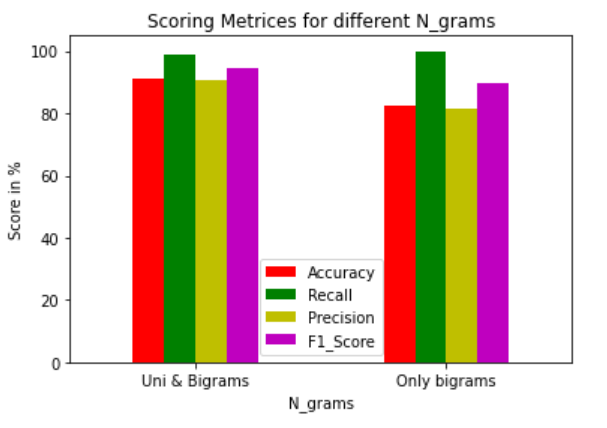 Scoring Metrices for different N_grams
Score in %
100
80
60
40
20
0
Accuracy
Recall
Precision
F1_Score
Uni & Bigrams
Only bigrams
N_grams